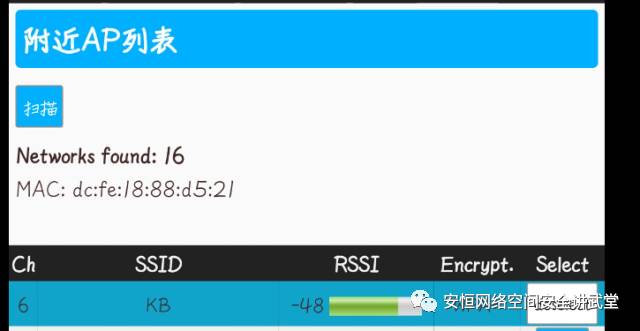 附近AP列表
扫描
Networks found: 16
MAC: dc:fe:18:88:d5:21
Ch SSID RSSI Encrypt. Select
6 KB -48
安恒网络空间安全讲武堂